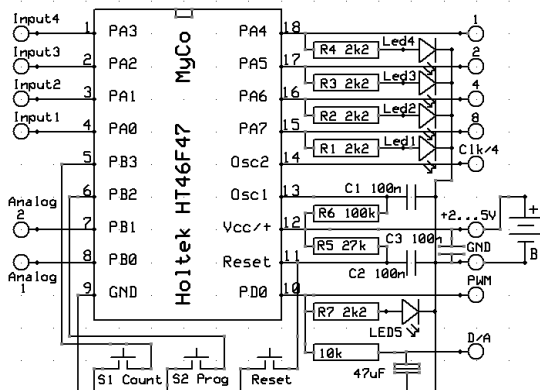 Input4 1 PA3 PA4 18 1
R4 2k2 Led4
Input3 2 PA2 PA5 17 2
R3 2k2 Led3
Input2 3 PA1 PA6 16 4
R2 2k2 Led2
Input1 4 PA0 PA7 15 8
R1 2k2 Led1
5 PB3 Osc2 14 Clk/4
6 PB2 Osc1 13 C1 100n
R6 100k
Analog 2 7 PB1 Vcc/+ 12 +2...5V
R5 27k C3 100n
Analog 1 8 PB0 Reset 11 GND
C2 100n B
9 GND PD0 10 PWM
R7 2k2 LED5
10k D/A
47uF
MyCo
Holtek HT46F47
S1 Count S2 Prog Reset